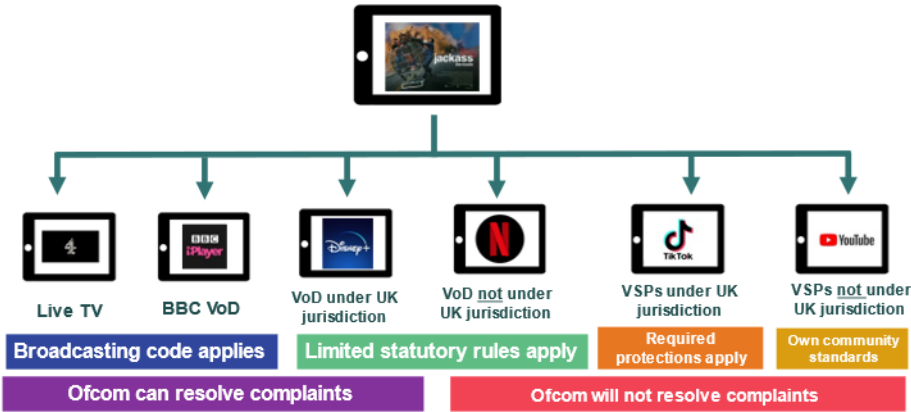 jackass
4
BBC
iPlayer
Disney+
N
TikTok
YouTube
Live TV
BBC VoD
VoD under UK
jurisdiction
VoD not under
UK jurisdiction
VSPs under UK
jurisdiction
VSPs not under
UK jurisdiction
Broadcasting code applies
Limited statutory rules apply
Required
protections apply
Own community
standards
Ofcom can resolve complaints
Ofcom will not resolve complaints